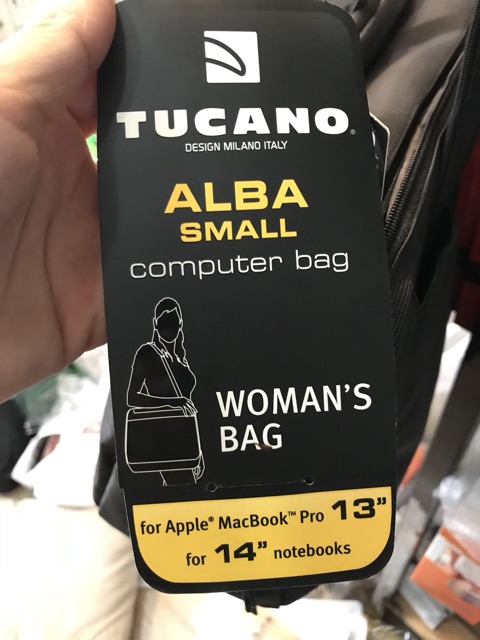 TUCANO®
DESIGN MILANO ITALY
ALBA
SMALL
computer bag
WOMAN'S
BAG
for Apple® MacBook™ Pro 13”
for 14” notebooks